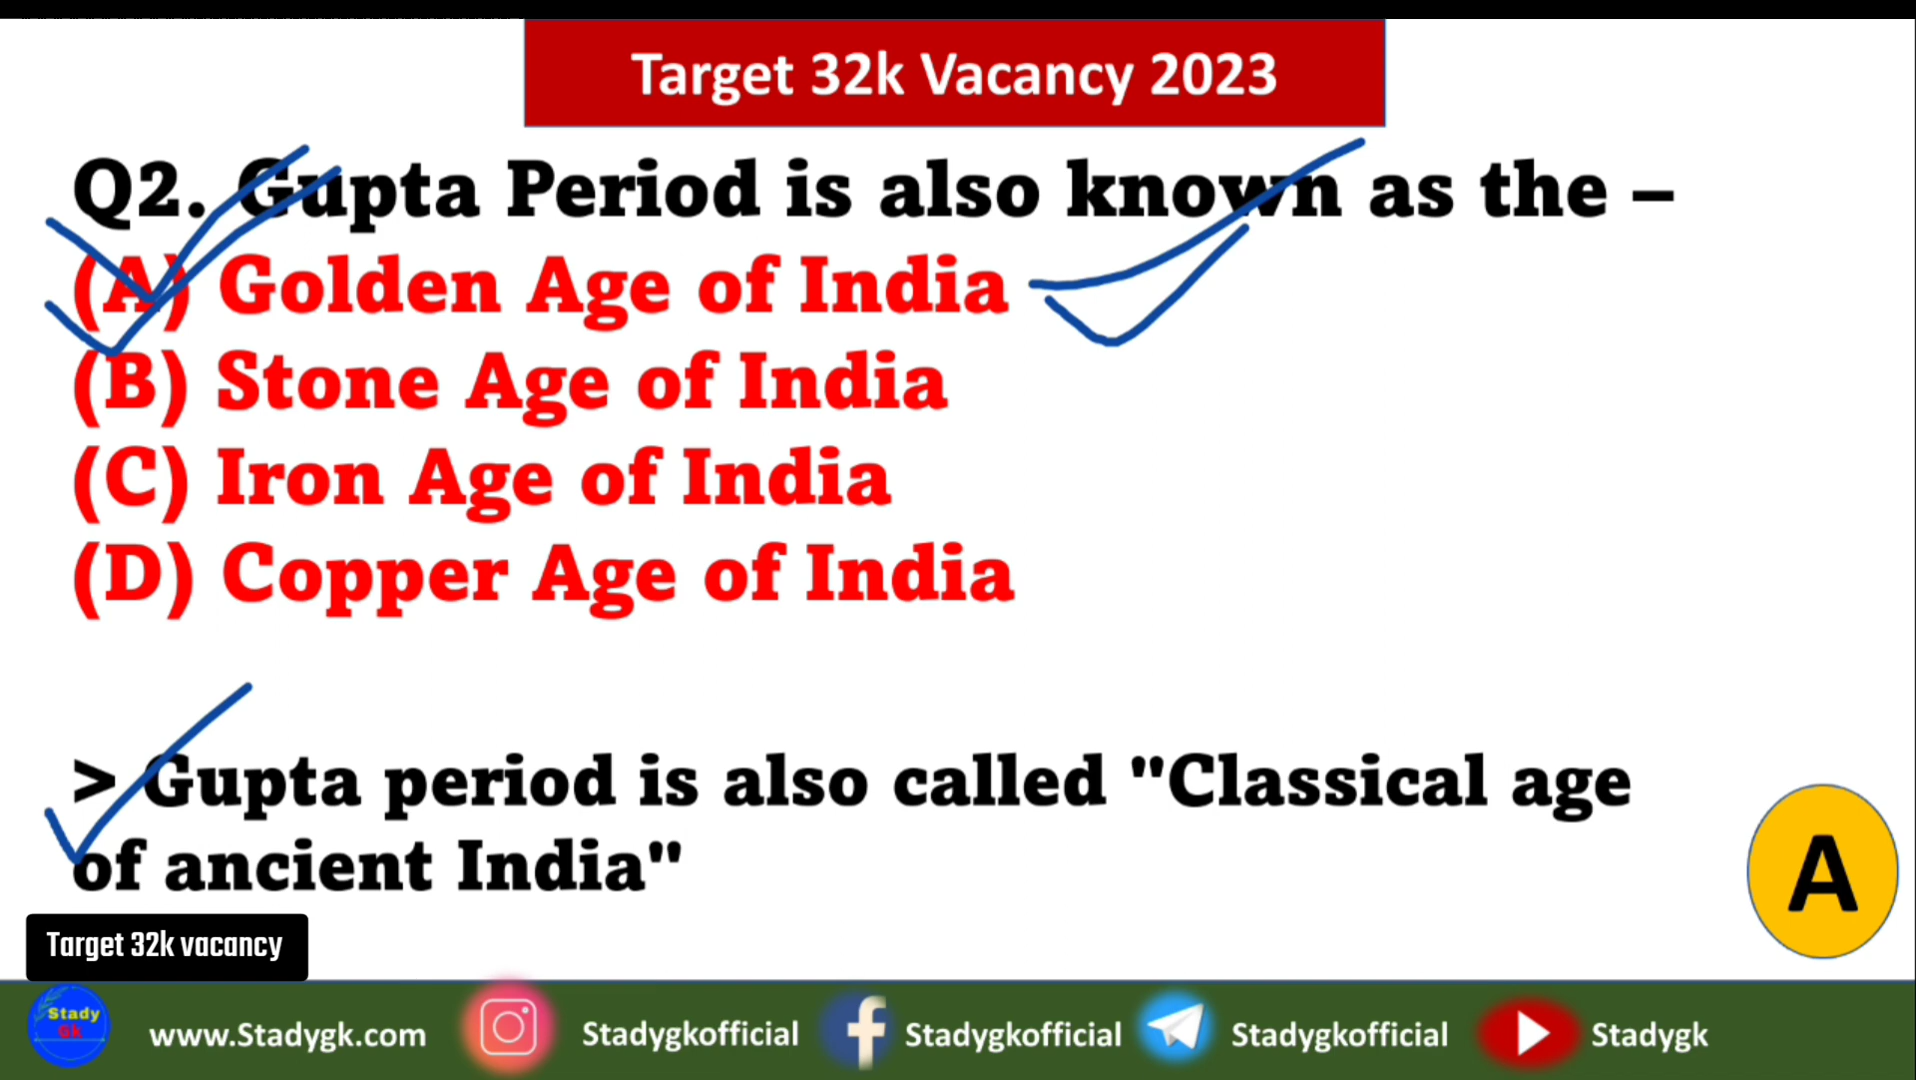 Target 32k Vacancy 2023
Q2. Gupta Period is also known as the –
(A) Golden Age of India
(B) Stone Age of India
(C) Iron Age of India
(D) Copper Age of India
> Gupta period is also called "Classical age
of ancient India"
A
Target 32k vacancy
Stady
Gk
www.Stadygk.com
Stadygkofficial
Stadygkofficial
Stadygkofficial
Stadygk